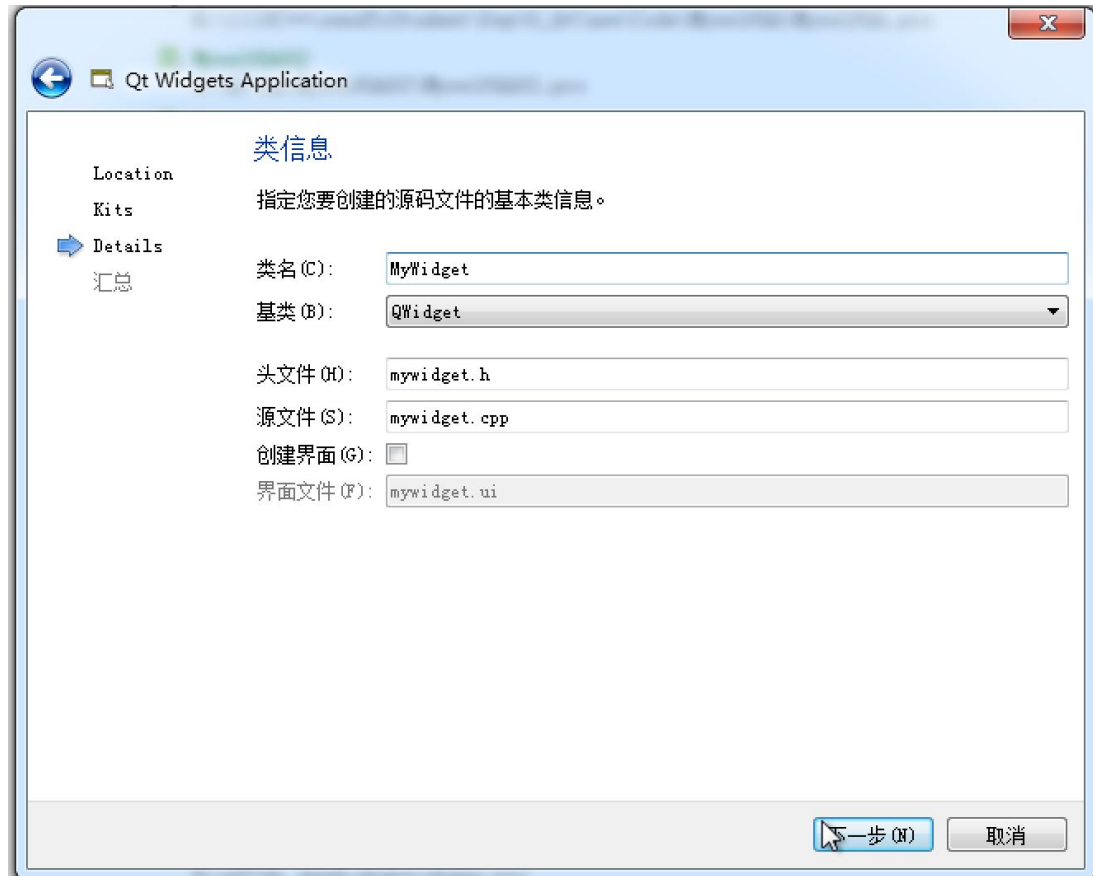 Qt Widgets Application
类信息
Location
Kits
Details
汇总
指定您要创建的源码文件的基本类信息。
类名(C): MyWidget
基类(B): QWidget
头文件(H): mywidget.h
源文件(S): mywidget.cpp
创建界面(G):
界面文件(F): mywidget.ui
下一步(N) 取消